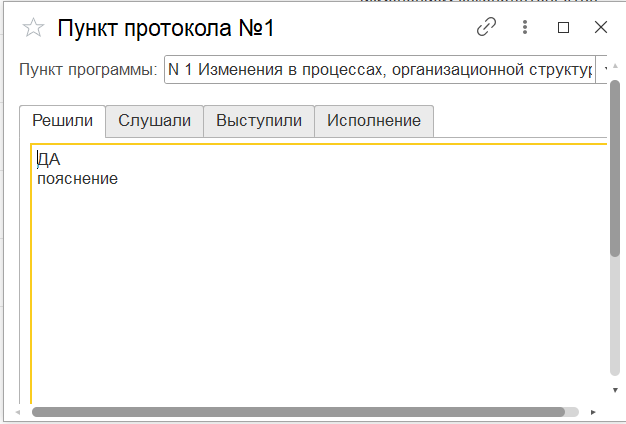 Пункт протокола №1
Пункт программы: N 1 Изменения в процессах, организационной структур
Решили Слушали Выступили Исполнение
ДА
пояснение